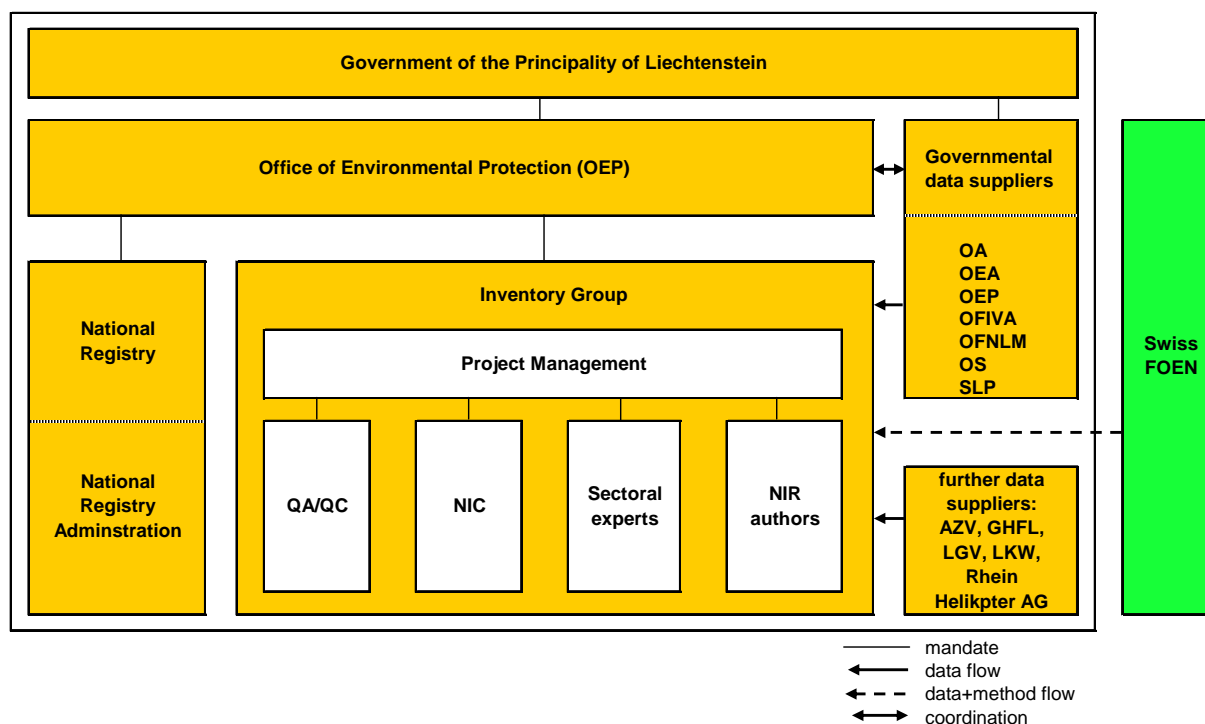 Government of the Principality of Liechtenstein
Office of Environmental Protection (OEP)
Governmental
data suppliers
OA
OEA
OEP
OFIVA
OFNLM
OS
SLP
National
Registry
National
Registry
Adminstration
Inventory Group
Project Management
QA/QC
NIC
Sectoral
experts
NIR
authors
further data
suppliers:
AZV, GHFL,
LGV, LKW,
Rhein
Helikpter AG
Swiss
FOEN
mandate
data flow
data+method flow
coordination